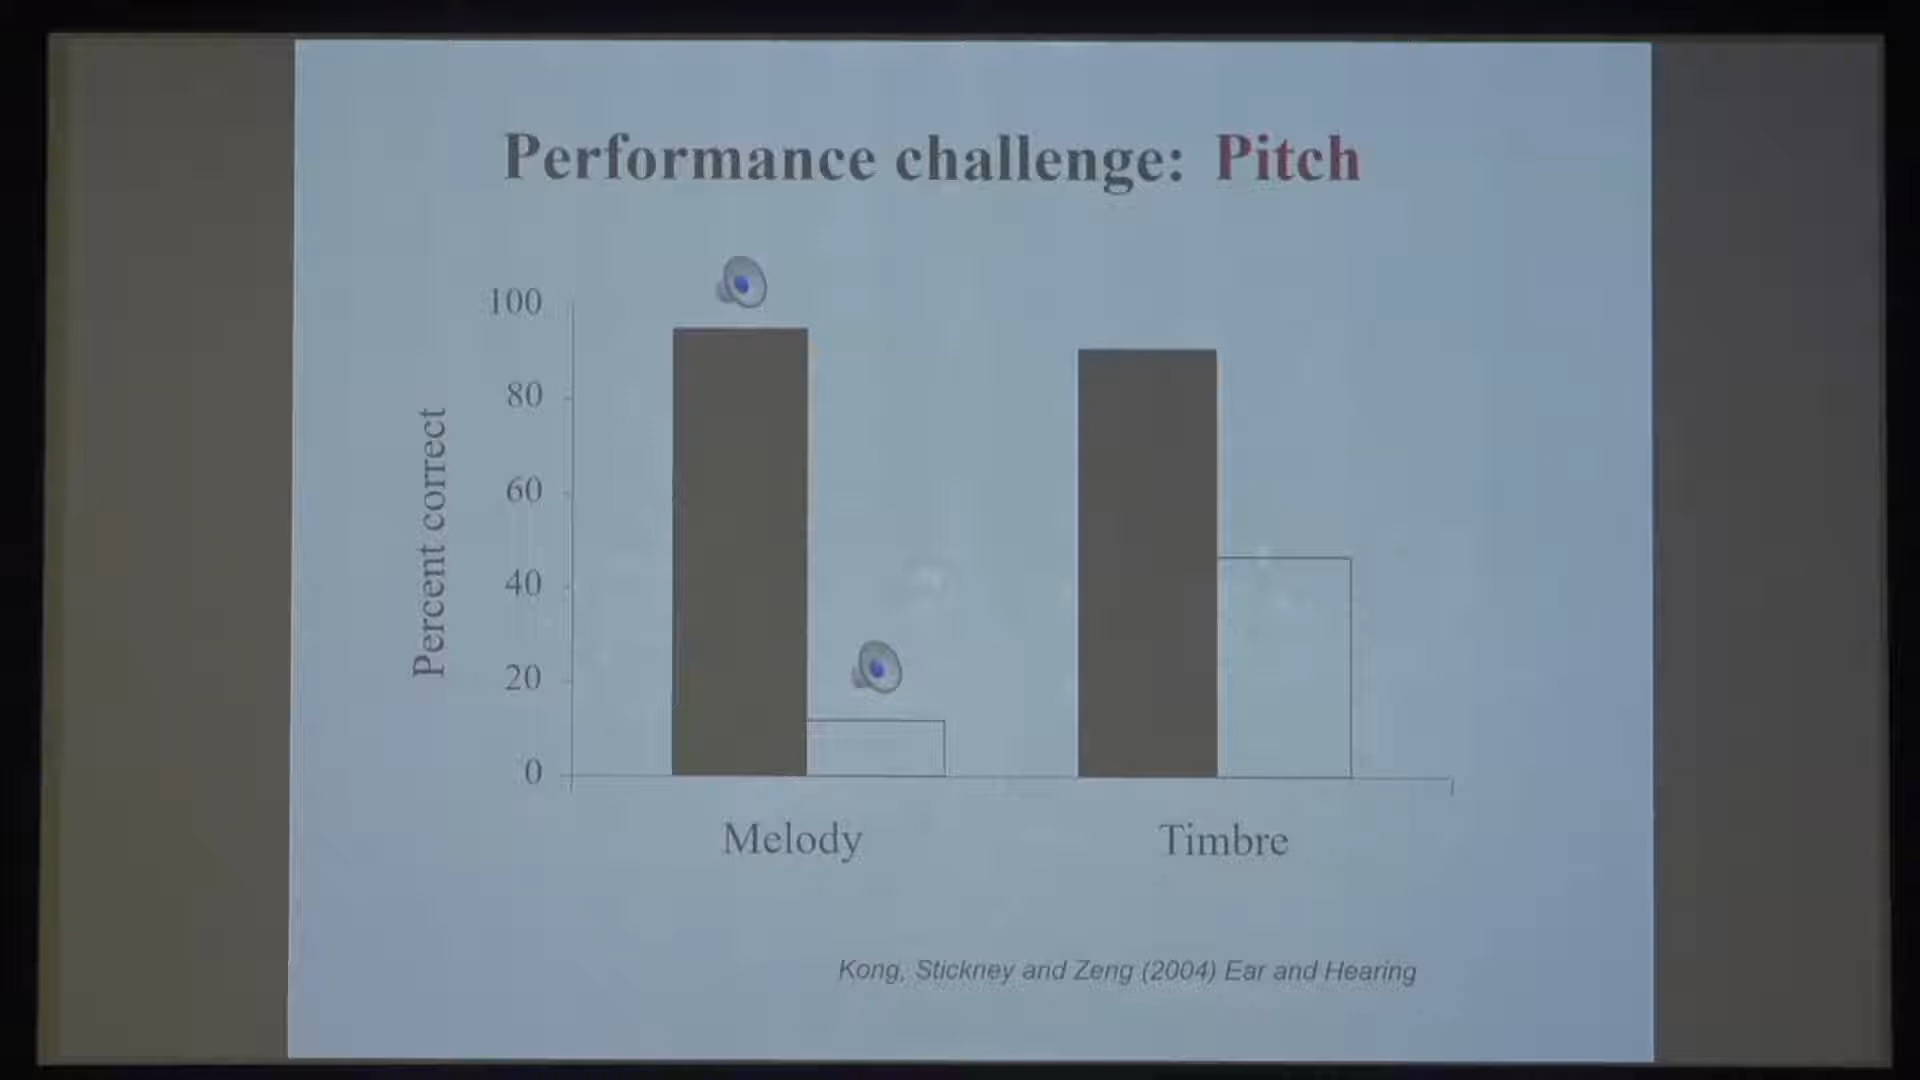 Performance challenge: Pitch
100
80
60
40
20
0
Percent correct
Melody
Timbre
Kong, Stickney and Zeng (2004) Ear and Hearing